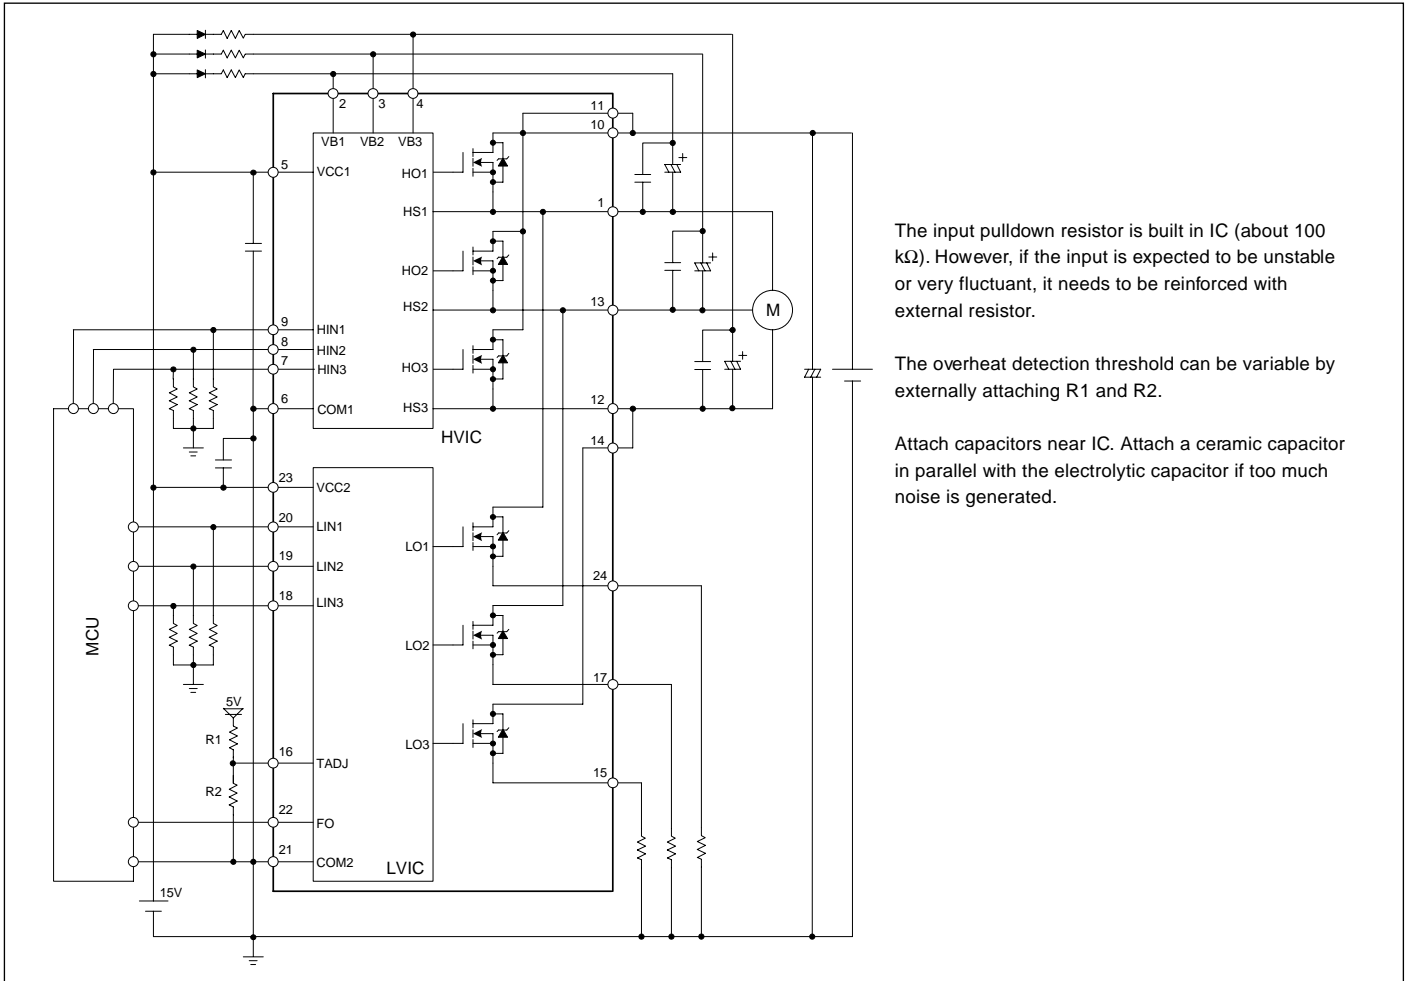 2
3
4
11
10
VB1 VB2 VB3
5
VCC1
HO1
HS1
1
HO2
HS2
13
M
9
HIN1
8
HIN2
7
HIN3
HO3
6
COM1
HS3
12
HVIC
14
23
VCC2
20
LIN1
LO1
19
LIN2
24
18
LIN3
MCU
LO2
17
5V
R1
16
TADJ
LO3
15
R2
22
FO
21
COM2
LVIC
15V
+
+
+
The input pulldown resistor is built in IC (about 100
kΩ). However, if the input is expected to be unstable
or very fluctuant, it needs to be reinforced with
external resistor.
The overheat detection threshold can be variable by
externally attaching R1 and R2.
Attach capacitors near IC. Attach a ceramic capacitor
in parallel with the electrolytic capacitor if too much
noise is generated.